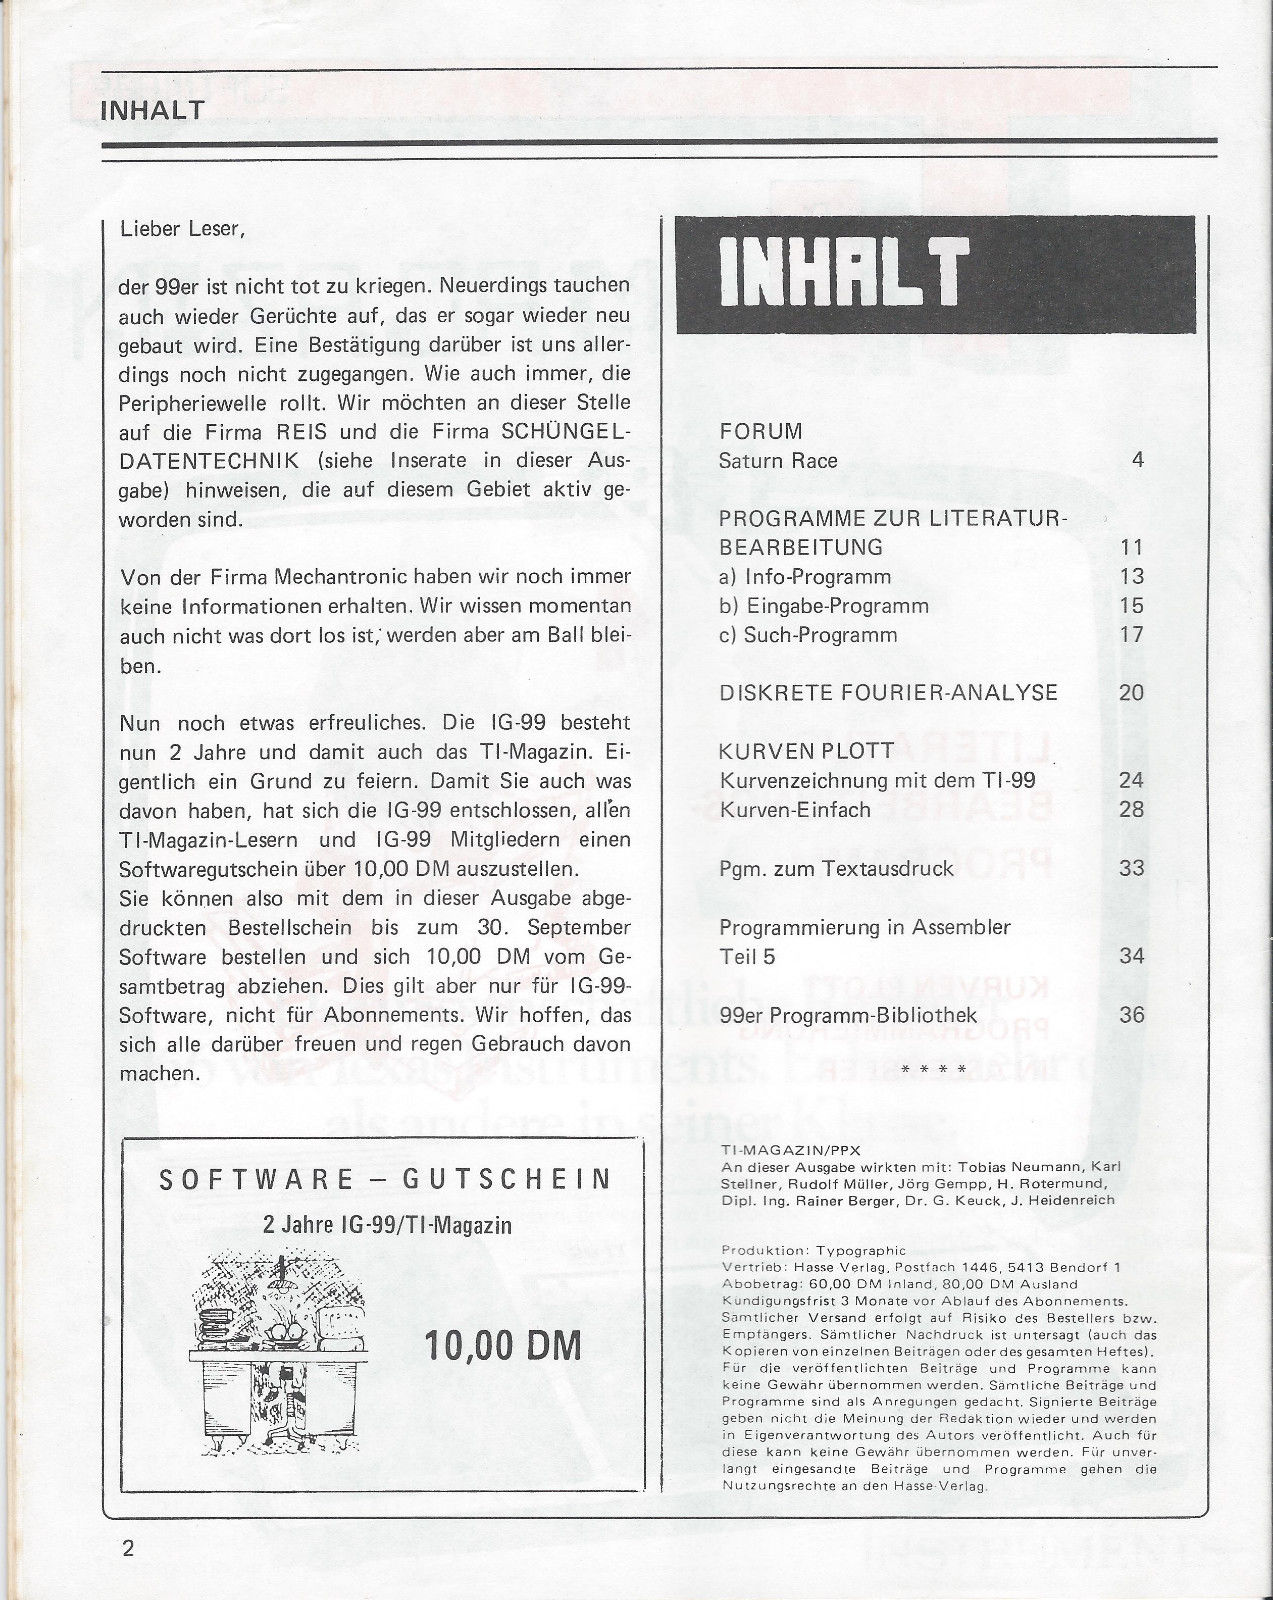 INHALT
Lieber Leser,
der 99er ist nicht tot zu kriegen. Neuerdings tauchen
auch wieder Gerüchte auf, das er sogar wieder neu
gebaut wird. Eine Bestätigung darüber ist uns aller-
dings noch nicht zugegangen. Wie auch immer, die
Peripheriewelle rollt. Wir möchten an dieser Stelle
auf die Firma REIS und die Firma SCHÜNGEL-
DATENTECHNIK (siehe Inserate in dieser Aus-
gabe) hinweisen, die auf diesem Gebiet aktiv ge-
worden sind.
Von der Firma Mechantronic haben wir noch immer
keine Informationen erhalten. Wir wissen momentan
auch nicht was dort los ist, werden aber am Ball blei-
ben.
Nun noch etwas erfreuliches. Die IG-99 besteht
nun 2 Jahre und damit auch das TI-Magazin. Ei-
gentlich ein Grund zu feiern. Damit Sie auch was
davon haben, hat sich die IG-99 entschlossen, allen
TI-Magazin-Lesern und IG-99 Mitgliedern einen
Softwaregutschein über 10,00 DM auszustellen.
Sie können also mit dem in dieser Ausgabe abge-
druckten Bestellschein bis zum 30. September
Software bestellen und sich 10,00 DM vom Ge-
samtbetrag abziehen. Dies gilt aber nur für IG-99-
Software, nicht für Abonnements. Wir hoffen, das
sich alle darüber freuen und regen Gebrauch davon
machen.
SOFTWARE – GUTSCHEIN
2 Jahre IG-99/TI-Magazin
10,00 DM
INHALT
FORUM
Saturn Race 4
PROGRAMME ZUR LITERATUR-
BEARBEITUNG 11
a) Info-Programm 13
b) Eingabe-Programm 15
c) Such-Programm 17
DISKRETE FOURIER-ANALYSE 20
KURVEN PLOTT
Kurvenzeichnung mit dem TI-99 24
Kurven-Einfach 28
Pgm. zum Textausdruck 33
Programmierung in Assembler
Teil 5 34
99er Programm-Bibliothek 36
* * * *
TI-MAGAZIN/PPX
An dieser Ausgabe wirkten mit: Tobias Neumann, Karl
Stellner, Rudolf Müller, Jörg Gempp, H. Rotermund,
Dipl. Ing. Rainer Berger, Dr. G. Keuck, J. Heidenreich
Produktion: Typographic
Vertrieb: Hasse Verlag, Postfach 1446, 5413 Bendorf 1
Abobetrag: 60,00 DM Inland, 80,00 DM Ausland
Kündigungsfrist 3 Monate vor Ablauf des Abonnements.
Sämtlicher Versand erfolgt auf Risiko des Bestellers bzw.
Empfängers. Sämtlicher Nachdruck ist untersagt (auch das
Kopieren von einzelnen Beiträgen oder des gesamten Heftes).
Für die veröffentlichten Beiträge und Programme kann
keine Gewähr übernommen werden. Sämtliche Beiträge und
Programme sind als Anregungen gedacht. Signierte Beiträge
geben nicht die Meinung der Redaktion wieder und werden
in Eigenverantwortung des Autors veröffentlicht. Auch für
diese kann keine Gewähr übernommen werden. Für unver-
langt eingesandte Beiträge und Programme gehen die
Nutzungsrechte an den Hasse-Verlag.
2